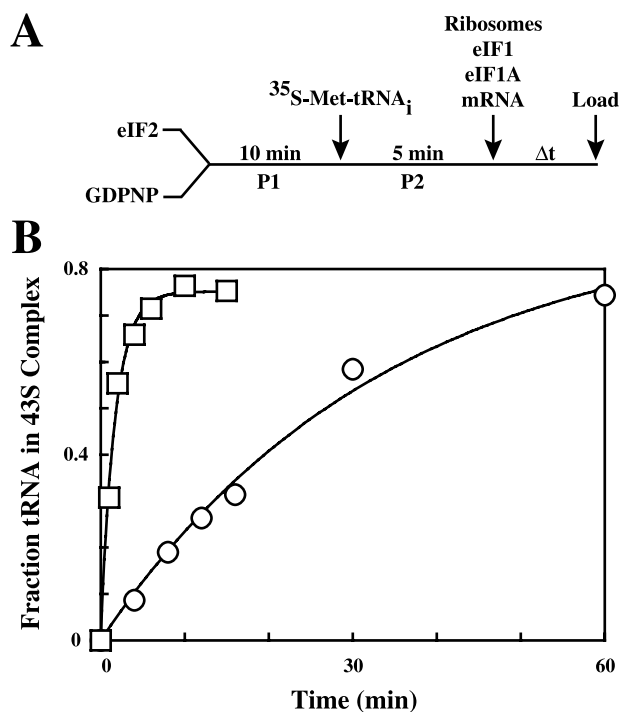 A
Ribosomes
eIF1
eIF1A
mRNA
35S-Met-tRNAi
Load
eIF2
10 min
5 min
Δt
P1
P2
GDPNP
B
Fraction tRNA in 43S Complex
0.8
0.4
0
0
30
60
Time (min)